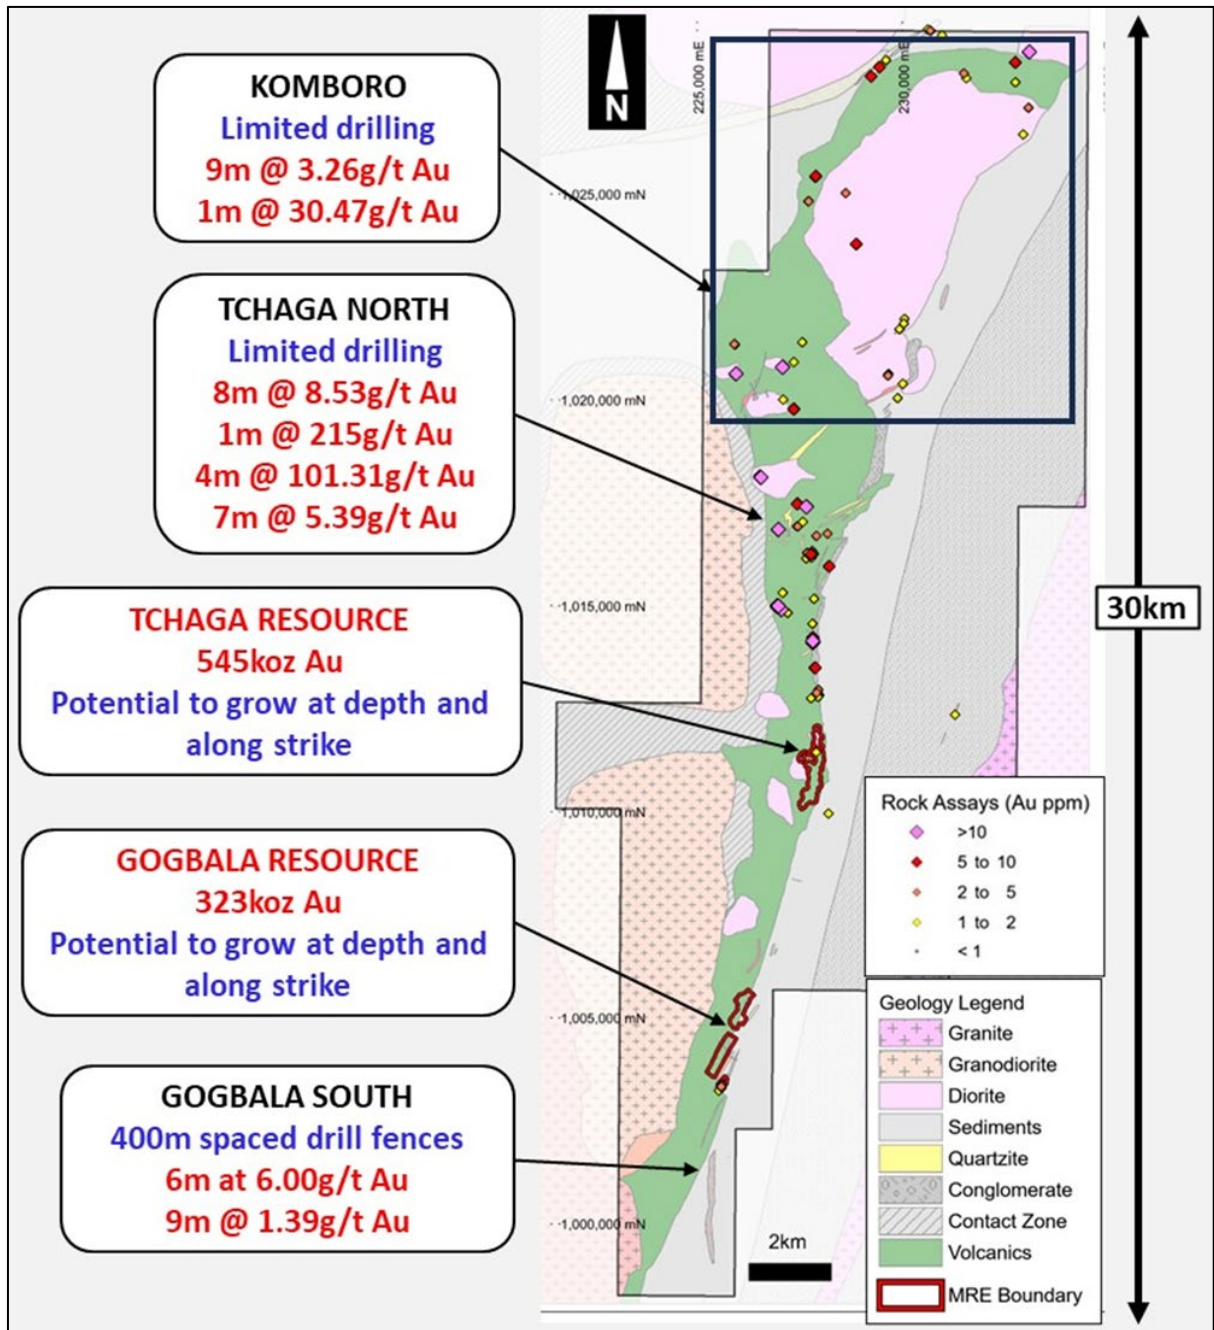 KOMBORO
Limited drilling
9m @ 3.26g/t Au
1m @ 30.47g/t Au
TCHAGA NORTH
Limited drilling
8m @ 8.53g/t Au
1m @ 215g/t Au
4m @ 101.31g/t Au
7m @ 5.39g/t Au
TCHAGA RESOURCE
545koz Au
Potential to grow at depth and
along strike
GOGBALA RESOURCE
323koz Au
Potential to grow at depth and
along strike
GOGBALA SOUTH
400m spaced drill fences
6m at 6.00g/t Au
9m @ 1.39g/t Au
N
225,000 mE
230,000 mE
1,025,000 mN
1,020,000 mN
1,015,000 mN
1,010,000 mN
1,005,000 mN
1,000,000 mN
2km
30km
Rock Assays (Au ppm)
>10
5 to 10
2 to 5
1 to 2
< 1
Geology Legend
Granite
Granodiorite
Diorite
Sediments
Quartzite
Conglomerate
Contact Zone
Volcanics
MRE Boundary